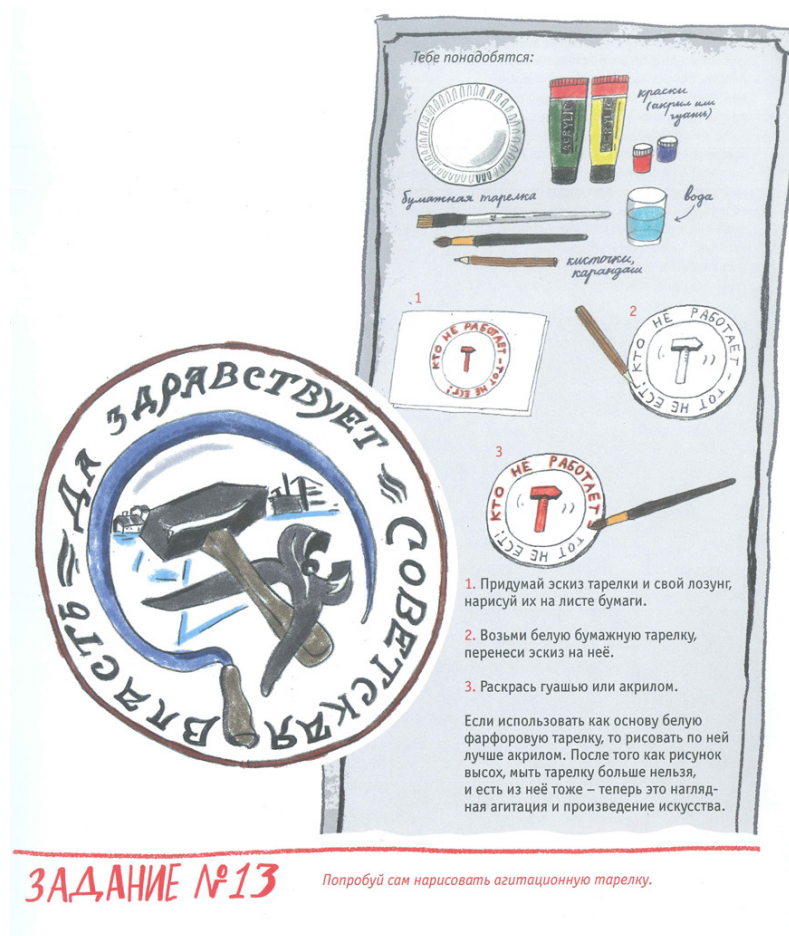 Тебе понадобятся:
краски
(акрил или
гуашь)
ACRYLIC
ACRYLIC
бумажная тарелка
вода
кисточки,
карандаш
1
КТО НЕ РАБОТАЕТ – ТОТ НЕ ЕСТ!
2
КТО НЕ РАБОТАЕТ – ТОТ НЕ ЕСТ!
Да здравствует Советская власть
3
КТО НЕ РАБОТАЕТ, ТОТ НЕ ЕСТ!
1. Придумай эскиз тарелки и свой лозунг,
нарисуй их на листе бумаги.
2. Возьми белую бумажную тарелку,
перенеси эскиз на неё.
3. Раскрась гуашью или акрилом.
Если использовать как основу белую
фарфоровую тарелку, то рисовать по ней
лучше акрилом. После того как рисунок
высох, мыть тарелку больше нельзя,
и есть из неё тоже – теперь это нагляд-
ная агитация и произведение искусства.
ЗАДАНИЕ №13
Попробуй сам нарисовать агитационную тарелку.